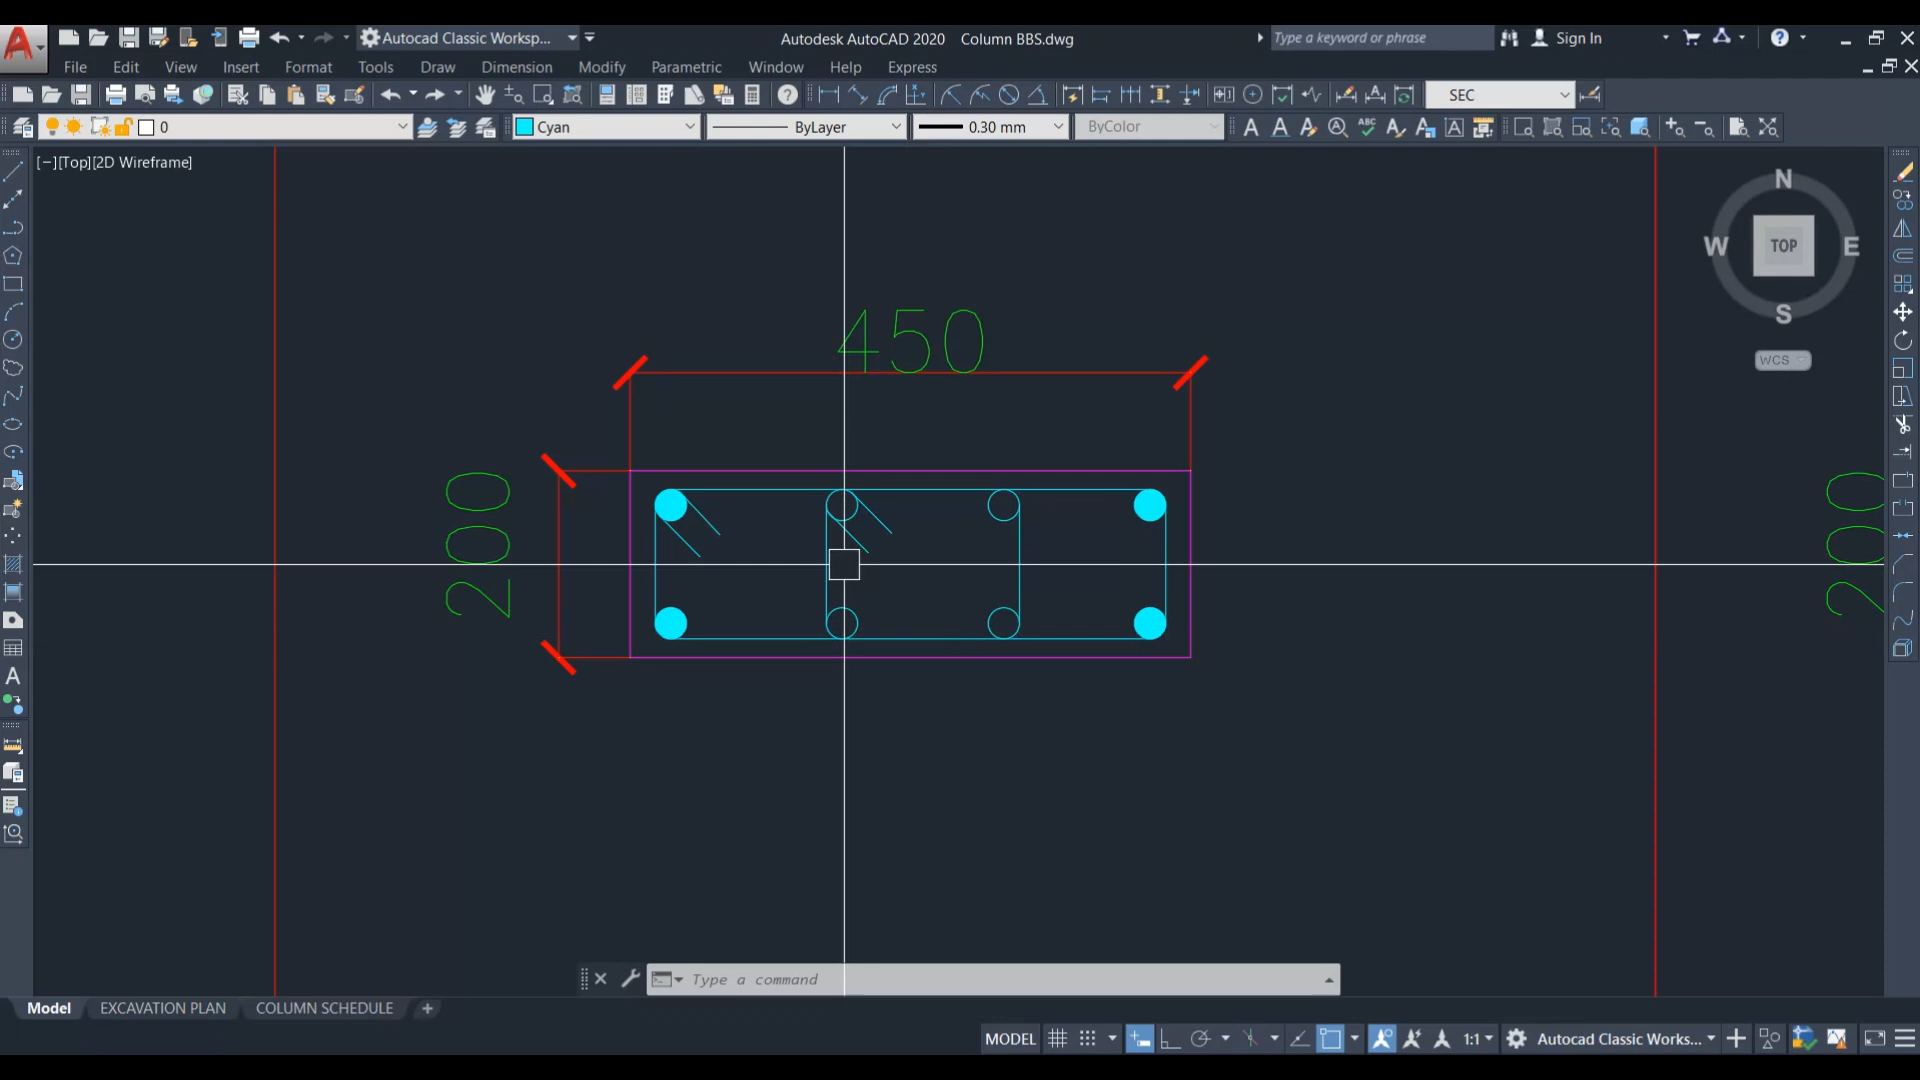 Autocad Classic Worksp...
Autodesk AutoCAD 2020 Column BBS.dwg
Type a keyword or phrase
Sign In
File Edit View Insert Format Tools Draw Dimension Modify Parametric Window Help Express
SEC
0
Cyan
ByLayer
0.30 mm
ByColor
[−][Top][2D Wireframe]
N
W
TOP
E
S
WCS
450
200
200
Type a command
Model EXCAVATION PLAN COLUMN SCHEDULE
MODEL
1:1
Autocad Classic Works...